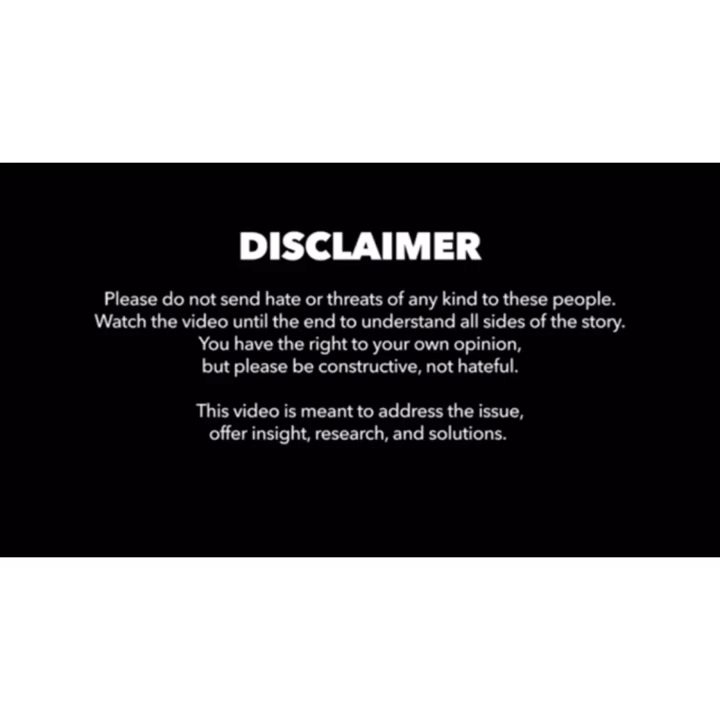 DISCLAIMER
Please do not send hate or threats of any kind to these people.
Watch the video until the end to understand all sides of the story.
You have the right to your own opinion,
but please be constructive, not hateful.
This video is meant to address the issue,
offer insight, research, and solutions.